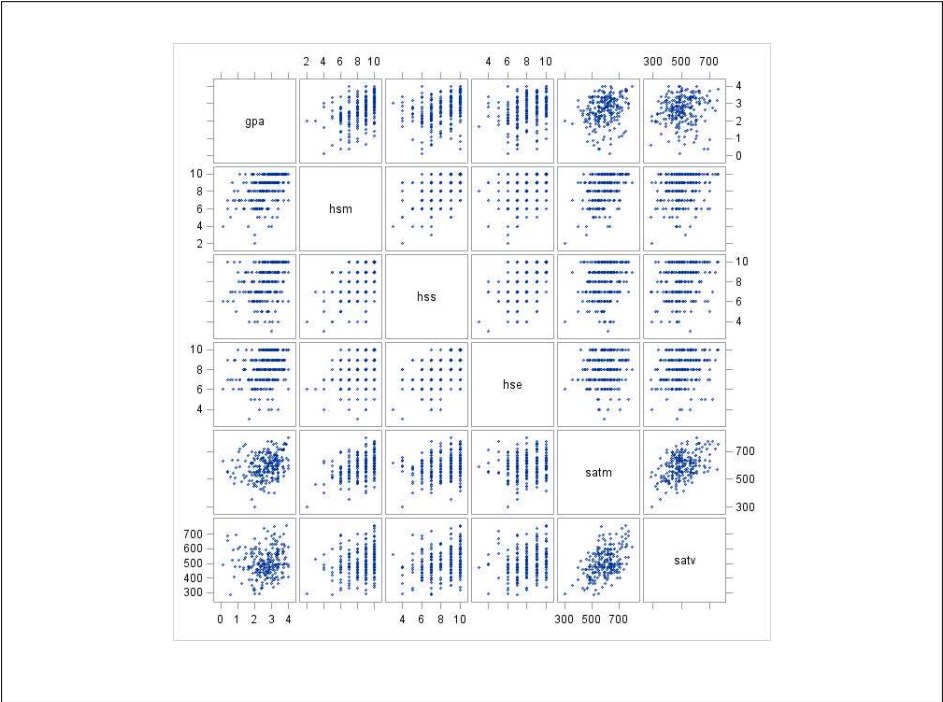 2 4 6 8 10 4 6 8 10 300 500 700
gpa 4 3 2 1 0
10 8 6 4 2 hsm
hss 10 8 6 4
10 8 6 4 hse
satm 700 500 300
700 600 500 400 300 satv
0 1 2 3 4 4 6 8 10 300 500 700